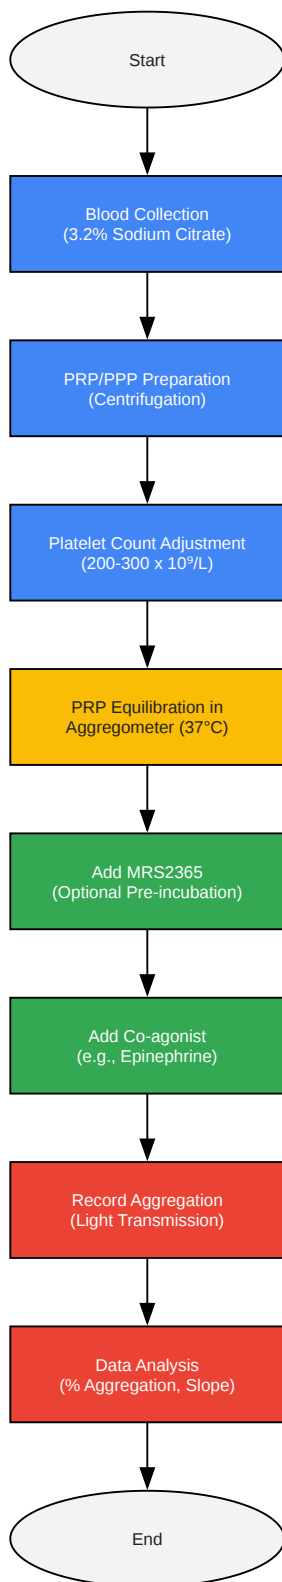 Start
Blood Collection
(3.2% Sodium Citrate)
PRP/PPP Preparation
(Centrifugation)
Platelet Count Adjustment
(200-300 x 10⁹/L)
PRP Equilibration in
Aggregometer (37°C)
Add MRS2365
(Optional Pre-incubation)
Add Co-agonist
(e.g., Epinephrine)
Record Aggregation
(Light Transmission)
Data Analysis
(% Aggregation, Slope)
End